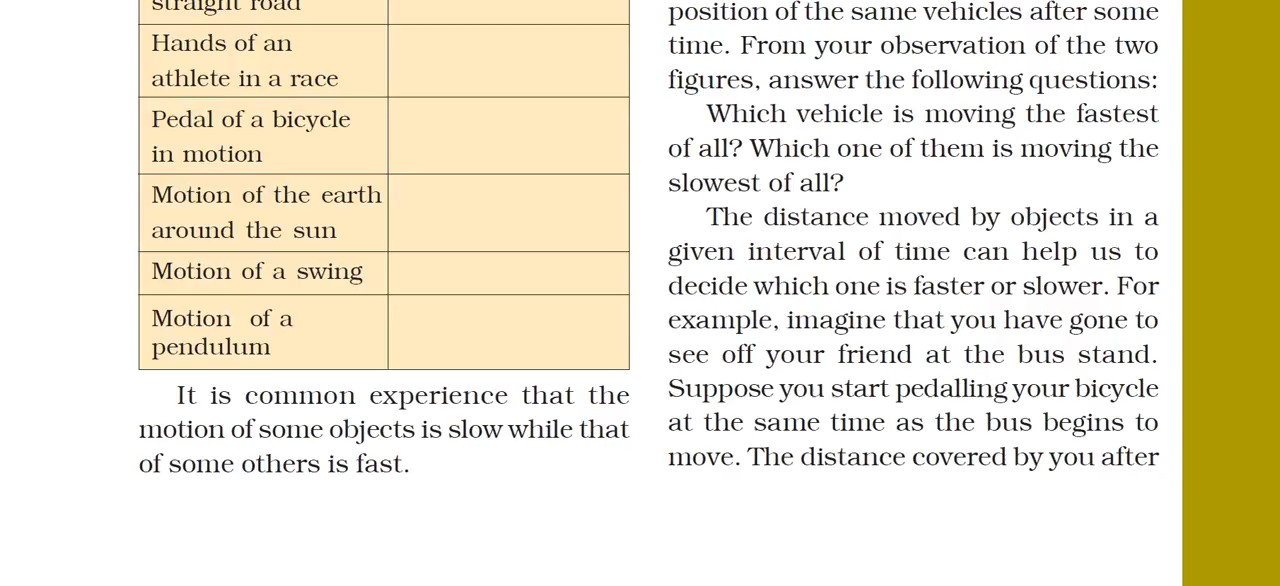 straight road
Hands of an
athlete in a race
Pedal of a bicycle
in motion
Motion of the earth
around the sun
Motion of a swing
Motion of a
pendulum
It is common experience that the
motion of some objects is slow while that
of some others is fast.
position of the same vehicles after some
time. From your observation of the two
figures, answer the following questions:
Which vehicle is moving the fastest
of all? Which one of them is moving the
slowest of all?
The distance moved by objects in a
given interval of time can help us to
decide which one is faster or slower. For
example, imagine that you have gone to
see off your friend at the bus stand.
Suppose you start pedalling your bicycle
at the same time as the bus begins to
move. The distance covered by you after